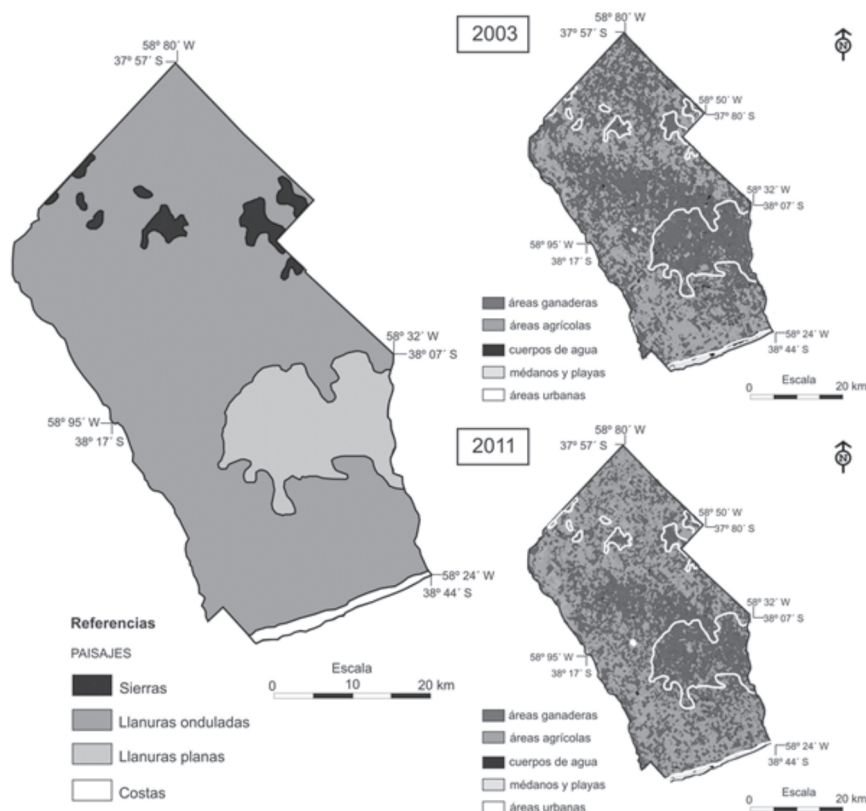 58º 80´ W
37º 57´ S
58º 32´ W
38º 07´ S
58º 95´ W
38º 17´ S
58º 24´ W
38º 44´ S
Referencias
PAISAJES
Sierras
Llanuras onduladas
Llanuras planas
Costas
Escala
0 10 20 km
2003
58º 80´ W
37º 57´ S
N
58º 50´ W
37º 80´ S
58º 32´ W
38º 07´ S
58º 95´ W
38º 17´ S
58º 24´ W
38º 44´ S
áreas ganaderas
áreas agrícolas
cuerpos de agua
médanos y playas
áreas urbanas
Escala
0 20 km
2011
58º 80´ W
37º 57´ S
N
58º 50´ W
37º 80´ S
58º 32´ W
38º 07´ S
58º 95´ W
38º 17´ S
58º 24´ W
38º 44´ S
áreas ganaderas
áreas agrícolas
cuerpos de agua
médanos y playas
áreas urbanas
Escala
0 20 km